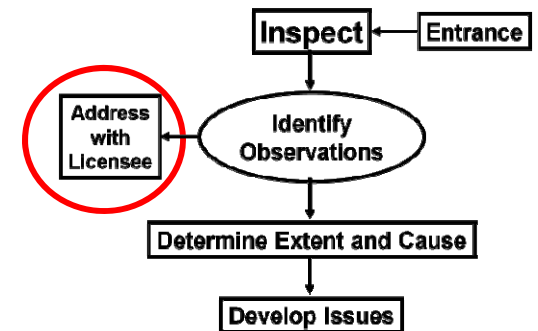 Inspect
Entrance
Identify
Observations
Address
with
Licensee
Determine Extent and Cause
Develop Issues